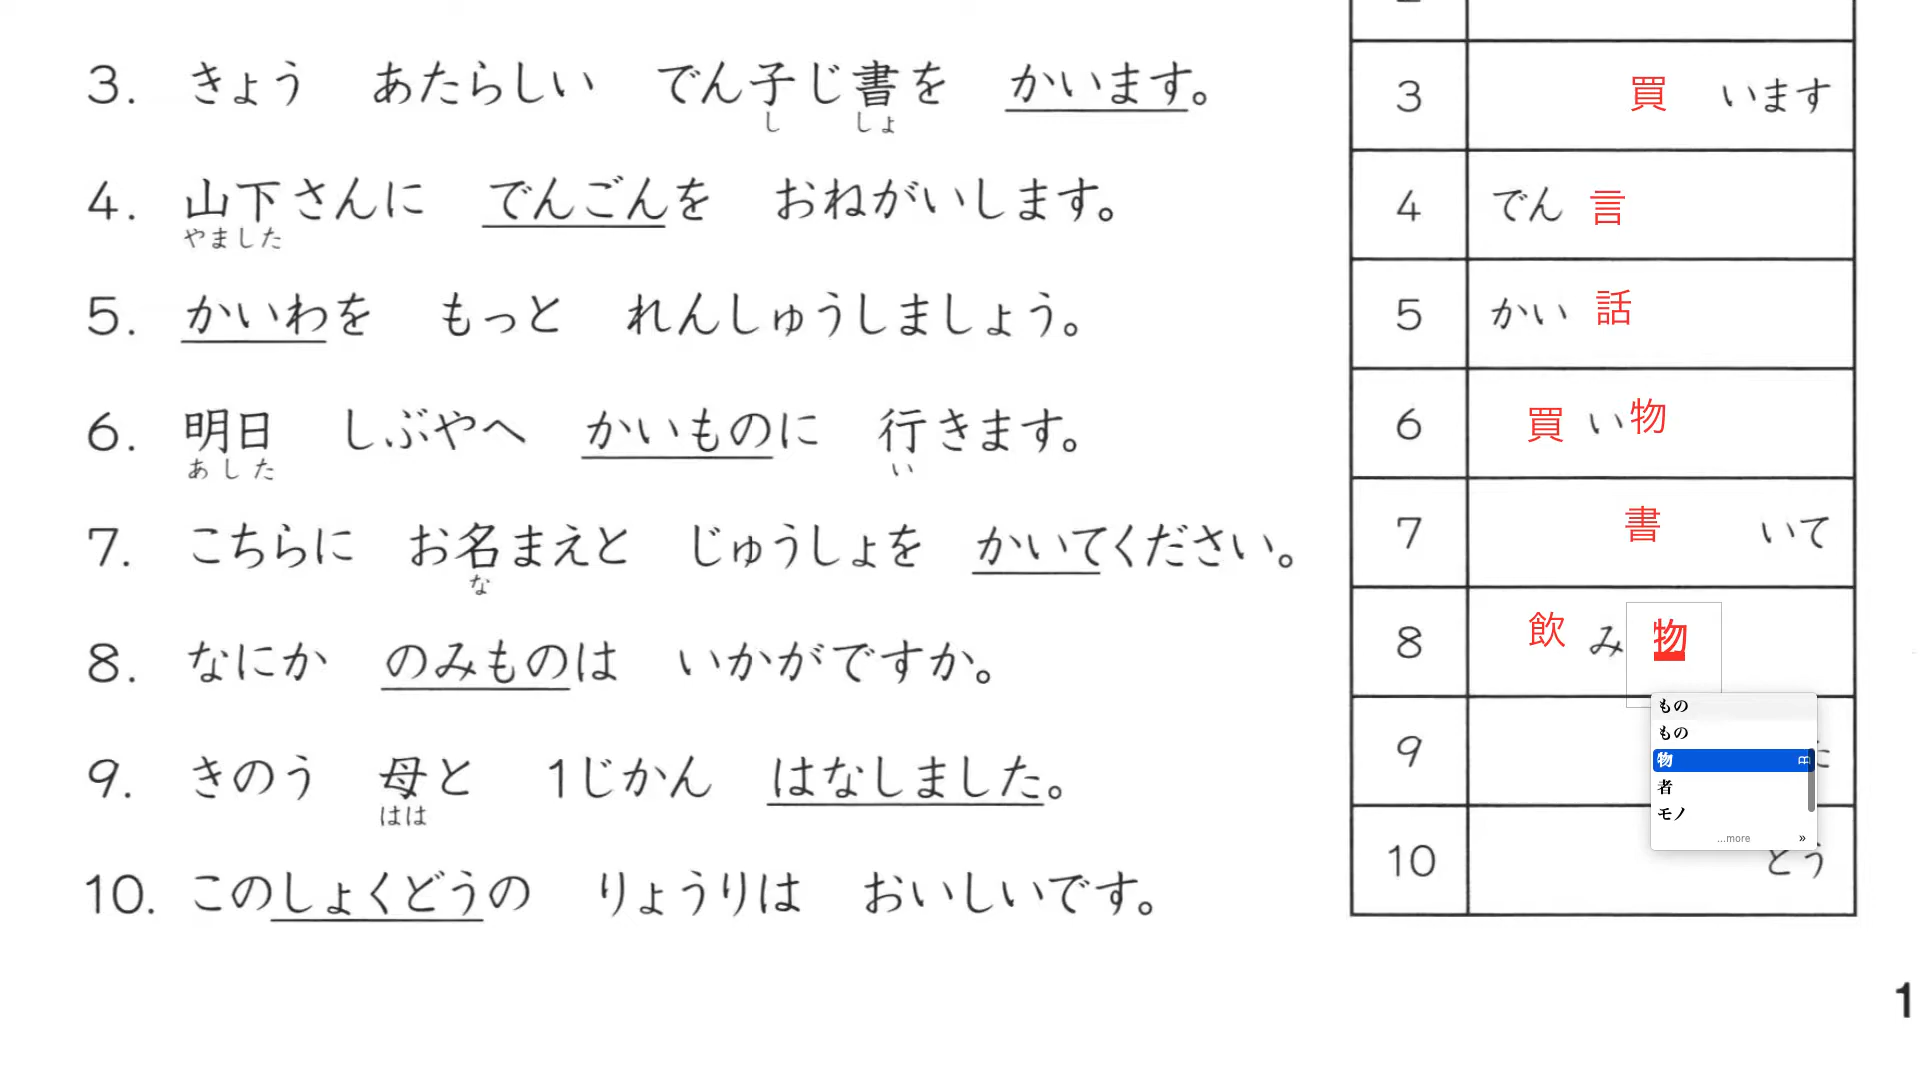 3. きょう あたらしい でん子じ書を かいます。
し しょ
4. 山下さんに でんごんを おねがいします。
やました
5. かいわを もっと れんしゅうしましょう。
6. 明日 しぶやへ かいものに 行きます。
あした い
7. こちらに お名まえと じゅうしょを かいてください。
な
8. なにか のみものは いかがですか。
9. きのう 母と 1じかん はなしました。
はは
10. このしょくどうの りょうりは おいしいです。
3 買 います
4 でん 言
5 かい 話
6 買 い 物
7 書 いて
8 飲 み 物
もの
もの
物
者
モノ
...more »
9 た
10 どう
1